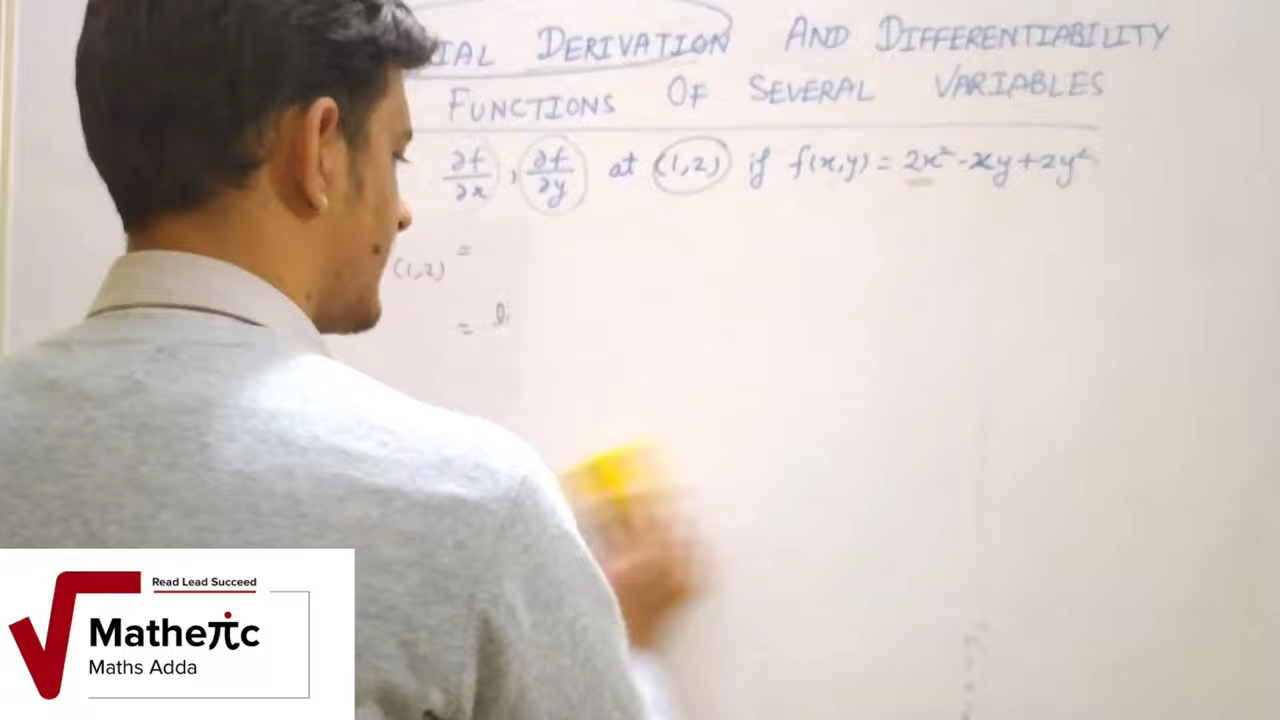 IAL DERIVATION AND DIFFERENTIABILITY
FUNCTIONS OF SEVERAL VARIABLES
∂f/∂x , ∂f/∂y at (1,2) if f(x,y) = 2x² - xy + 2y²
(1,2) =
= li
Read Lead Succeed
Matheπc
Maths Adda